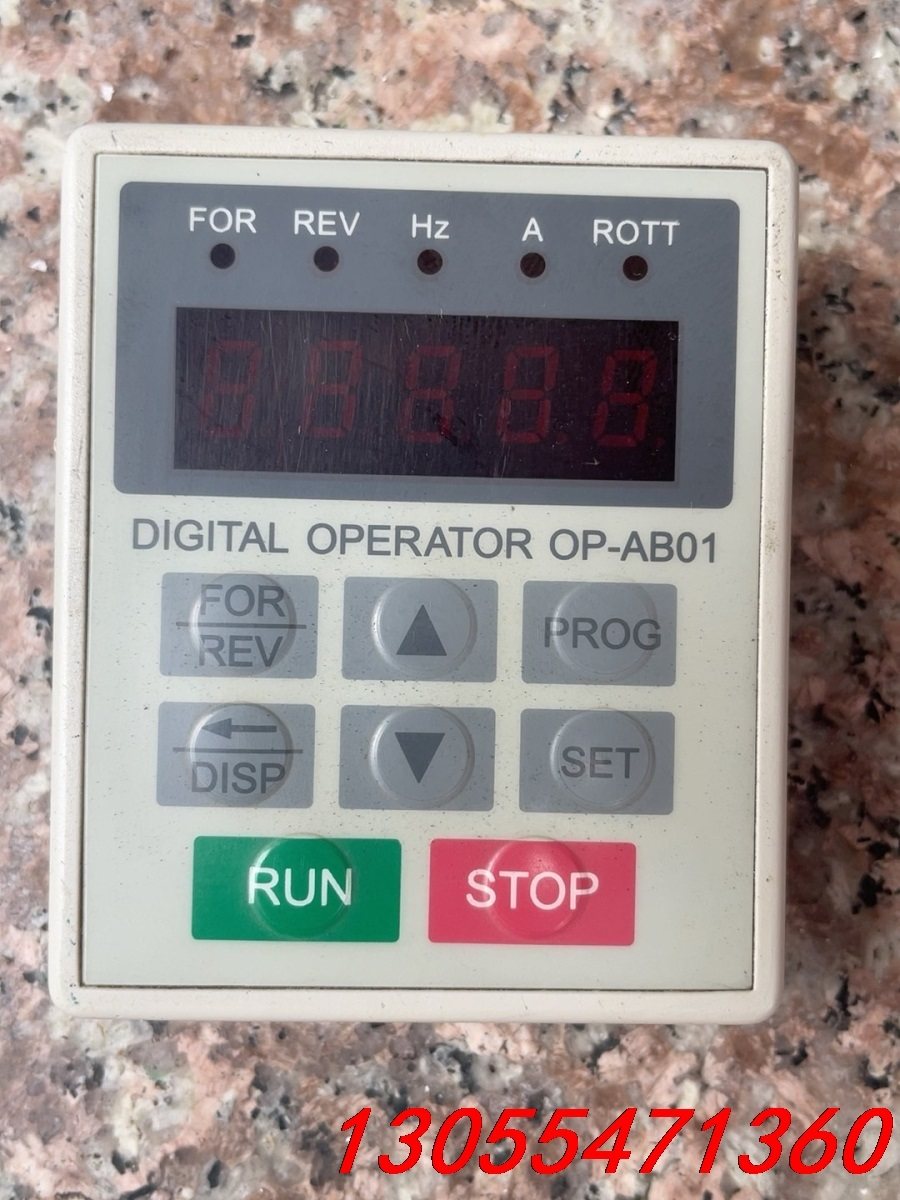 FOR REV Hz A ROTT
DIGITAL OPERATOR OP-AB01
FOR
REV
▲
PROG
←
DISP
▼
SET
RUN STOP
13055471360